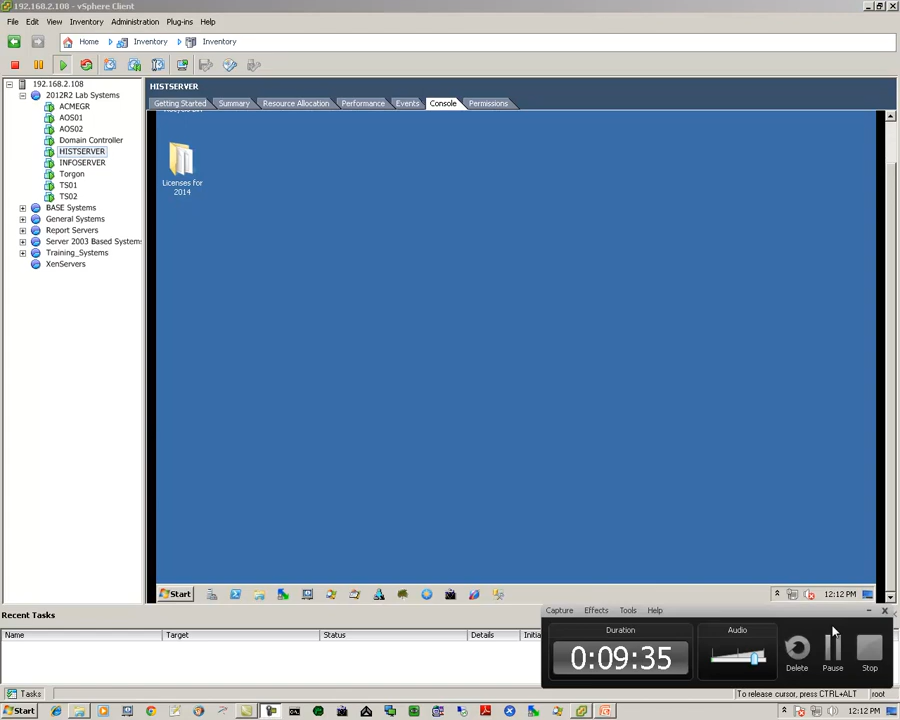 192.168.2.108 - vSphere Client
File Edit View Inventory Administration Plug-ins Help
Home Inventory Inventory
192.168.2.108
2012R2 Lab Systems
ACMEGR
AOS01
AOS02
Domain Controller
HISTSERVER
INFOSERVER
Torgon
TS01
TS02
BASE Systems
General Systems
Report Servers
Server 2003 Based Systems
Training_Systems
XenServers
HISTSERVER
Getting Started Summary Resource Allocation Performance Events Console Permissions
Licenses for
2014
Start 12:12 PM
Recent Tasks
Name Target Status Details Initia
Capture Effects Tools Help
Duration Audio
0:09:35
Delete Pause Stop
Tasks To release cursor, press CTRL+ALT root
Start 12:12 PM